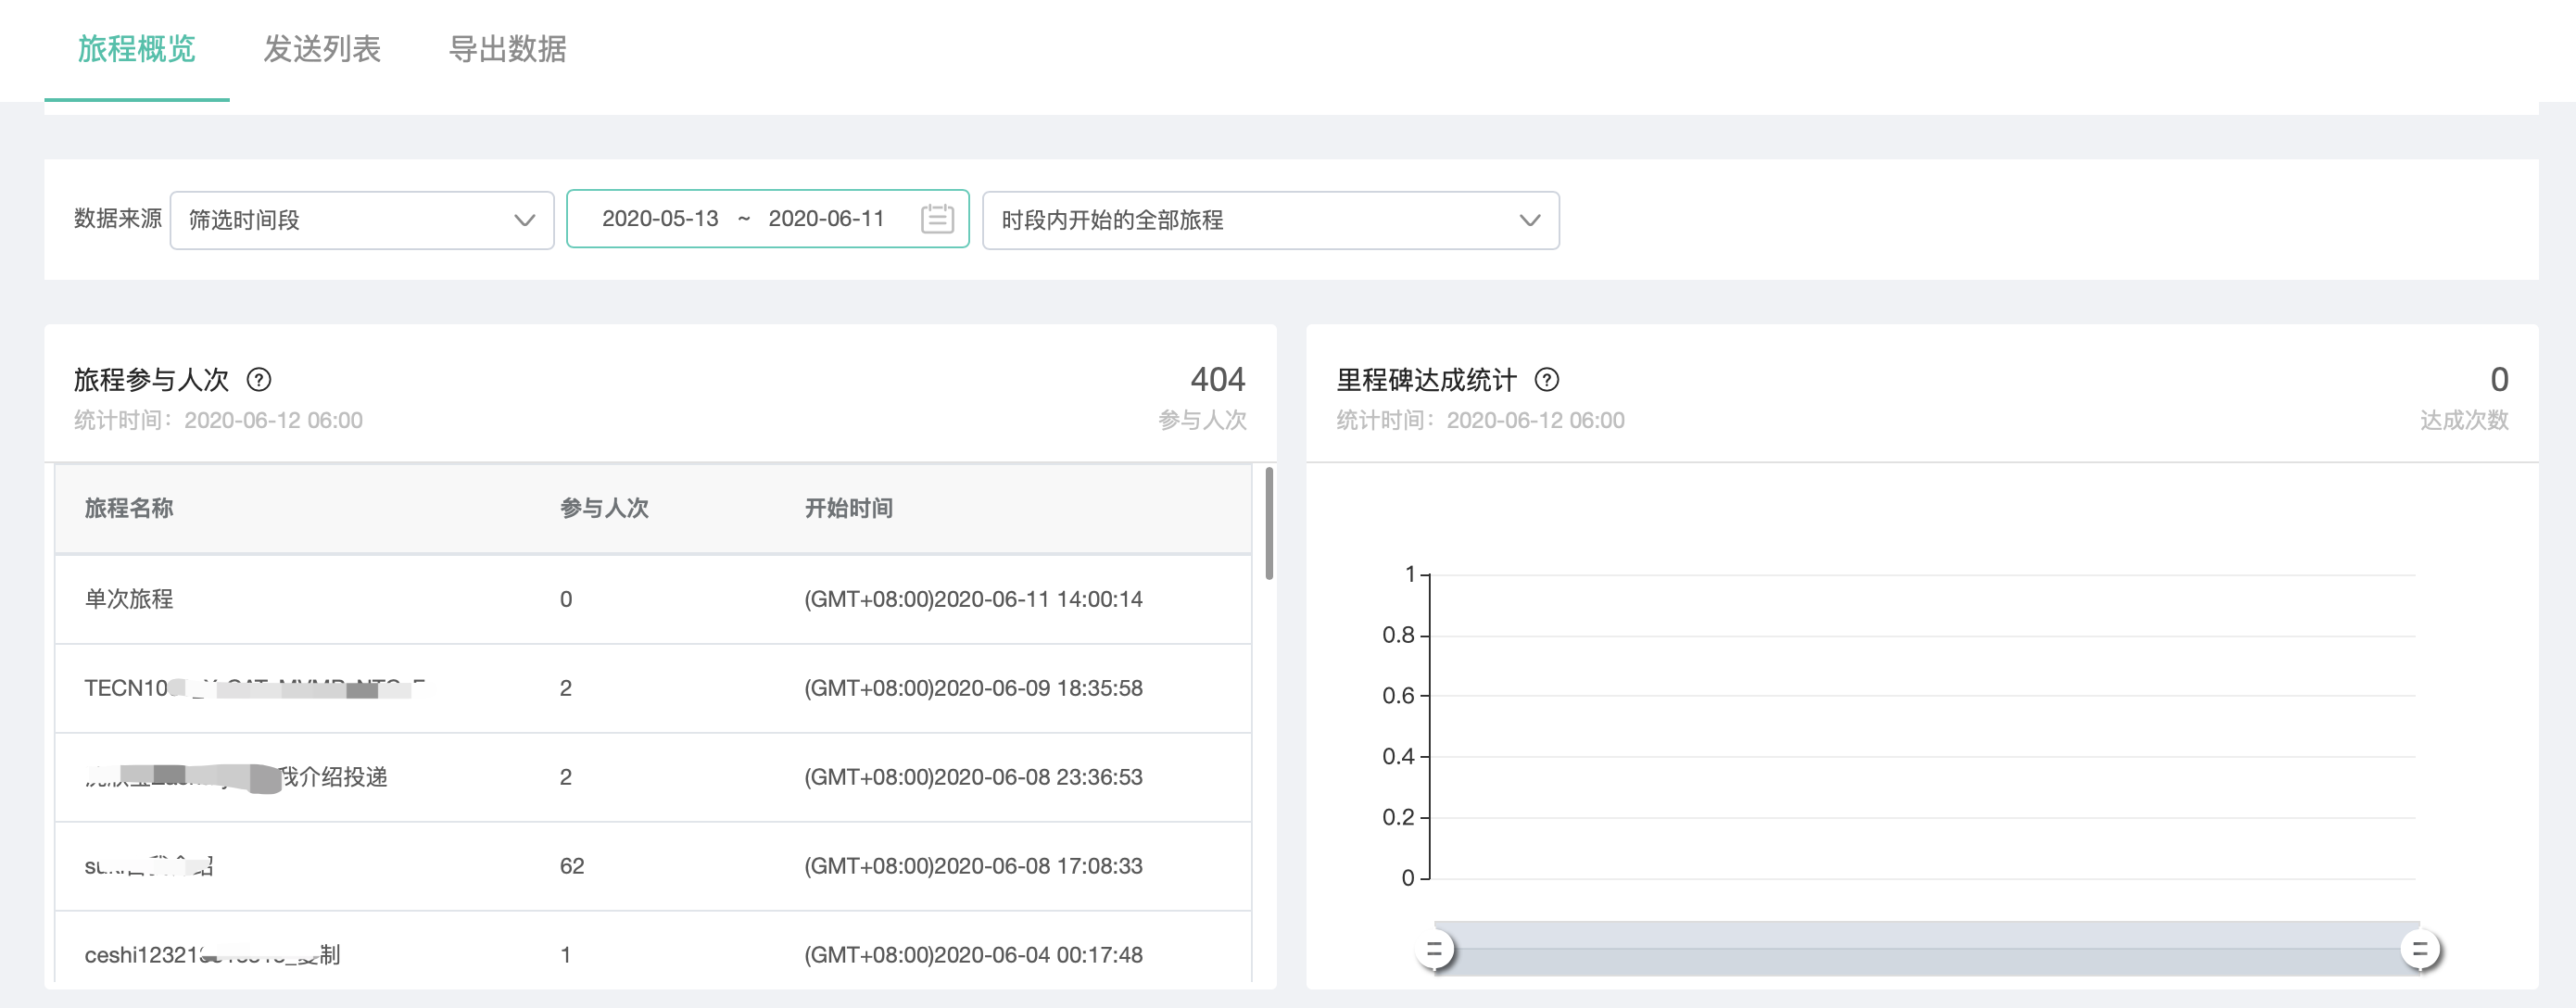 旅程概览 发送列表 导出数据
数据来源 筛选时间段 2020-05-13 ~ 2020-06-11 时段内开始的全部旅程
旅程参与人次 404
统计时间：2020-06-12 06:00 参与人次
旅程名称 参与人次 开始时间
单次旅程 0 (GMT+08:00)2020-06-11 14:00:14
TECN10 2 (GMT+08:00)2020-06-09 18:35:58
我介绍投递 2 (GMT+08:00)2020-06-08 23:36:53
62 (GMT+08:00)2020-06-08 17:08:33
ceshi12321 制 1 (GMT+08:00)2020-06-04 00:17:48
里程碑达成统计 0
统计时间：2020-06-12 06:00 达成次数
1
0.8
0.6
0.4
0.2
0